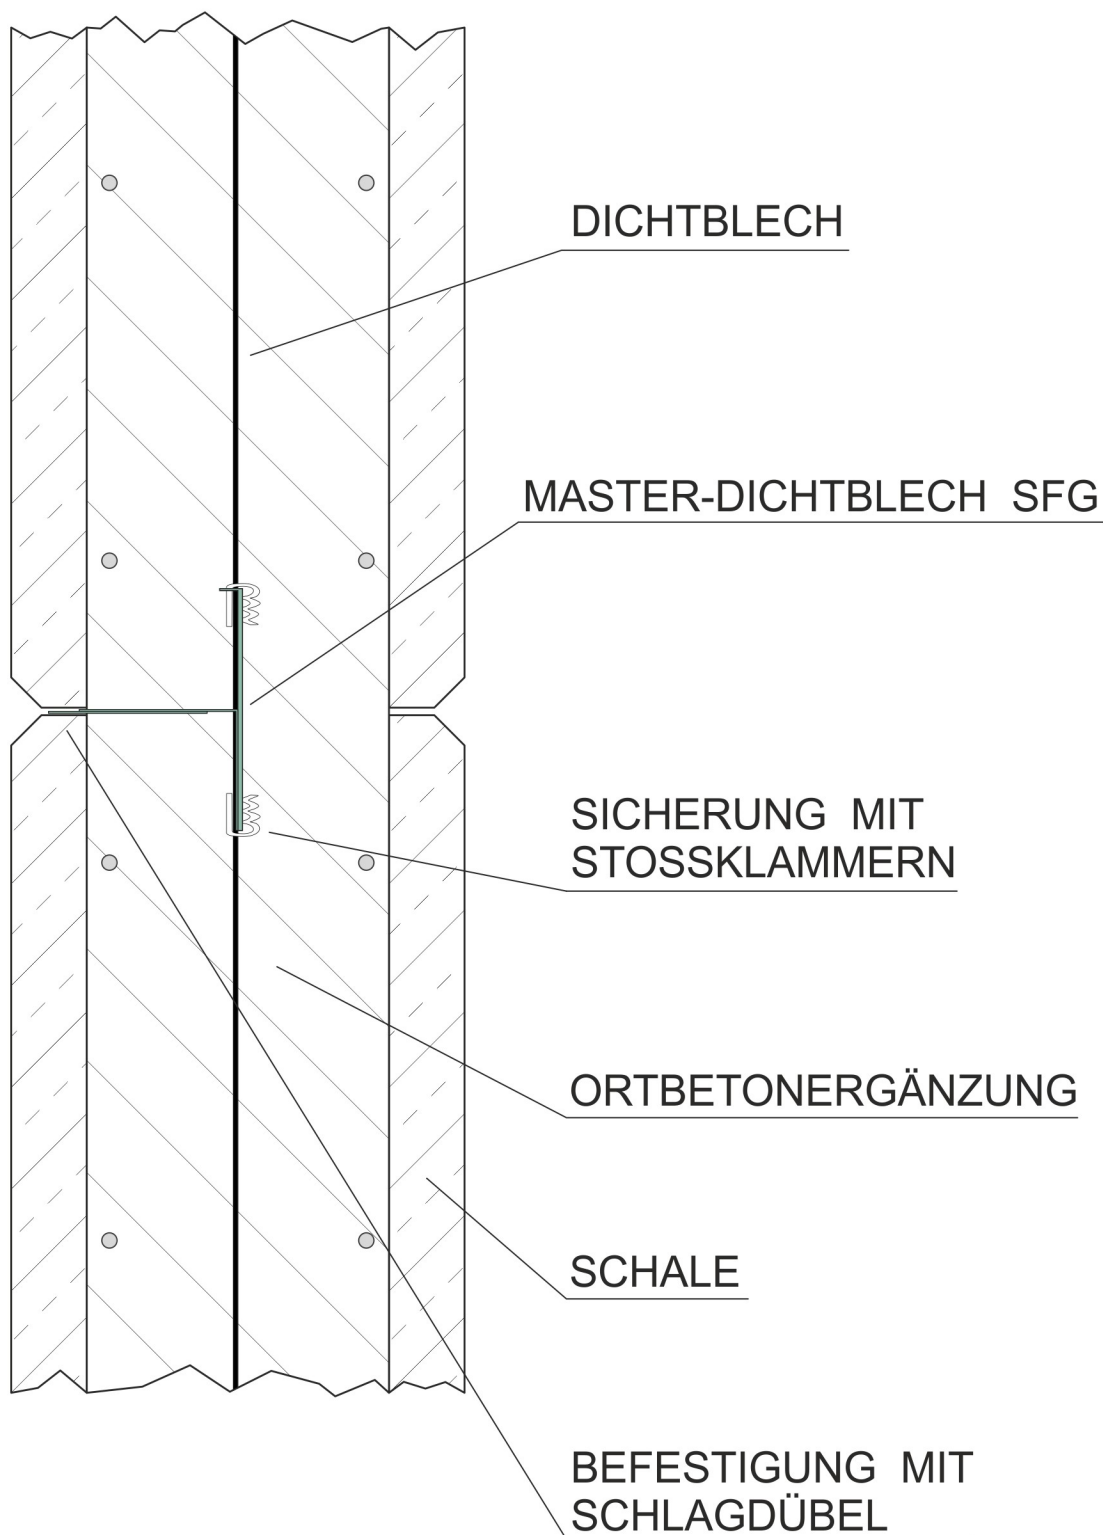 DICHTBLECH
MASTER-DICHTBLECH SFG
SICHERUNG MIT
STOSSKLAMMERN
ORTBETONERGÄNZUNG
SCHALE
BEFESTIGUNG MIT
SCHLAGDÜBEL